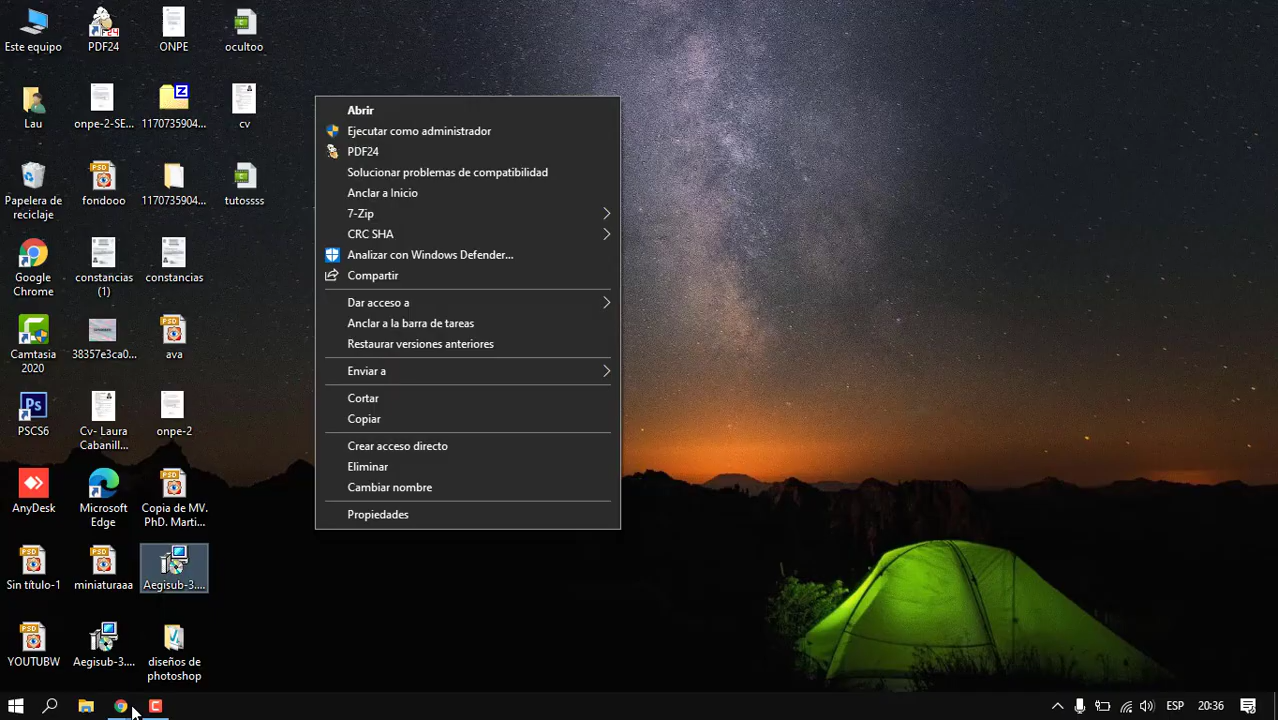 Este equipo
PDF24
ONPE
ocultoo
Lau
onpe-2-SE...
1170735904...
cv
Papelera de
reciclaje
fondooo
1170735904...
tutossss
Google
Chrome
constancias
(1)
constancias
Camtasia
2020
38357e3ca0...
ava
PSCS6
Cv- Laura
Cabanill...
onpe-2
AnyDesk
Microsoft
Edge
Copia de MV.
PhD. Marti...
Sin título-1
miniaturaaa
Aegisub-3....
YOUTUBW
Aegisub-3....
diseños de
photoshop
Abrir
Ejecutar como administrador
PDF24
Solucionar problemas de compatibilidad
Anclar a Inicio
7-Zip
CRC SHA
Analizar con Windows Defender...
Compartir
Dar acceso a
Anclar a la barra de tareas
Restaurar versiones anteriores
Enviar a
Cortar
Copiar
Crear acceso directo
Eliminar
Cambiar nombre
Propiedades
ESP
20:36